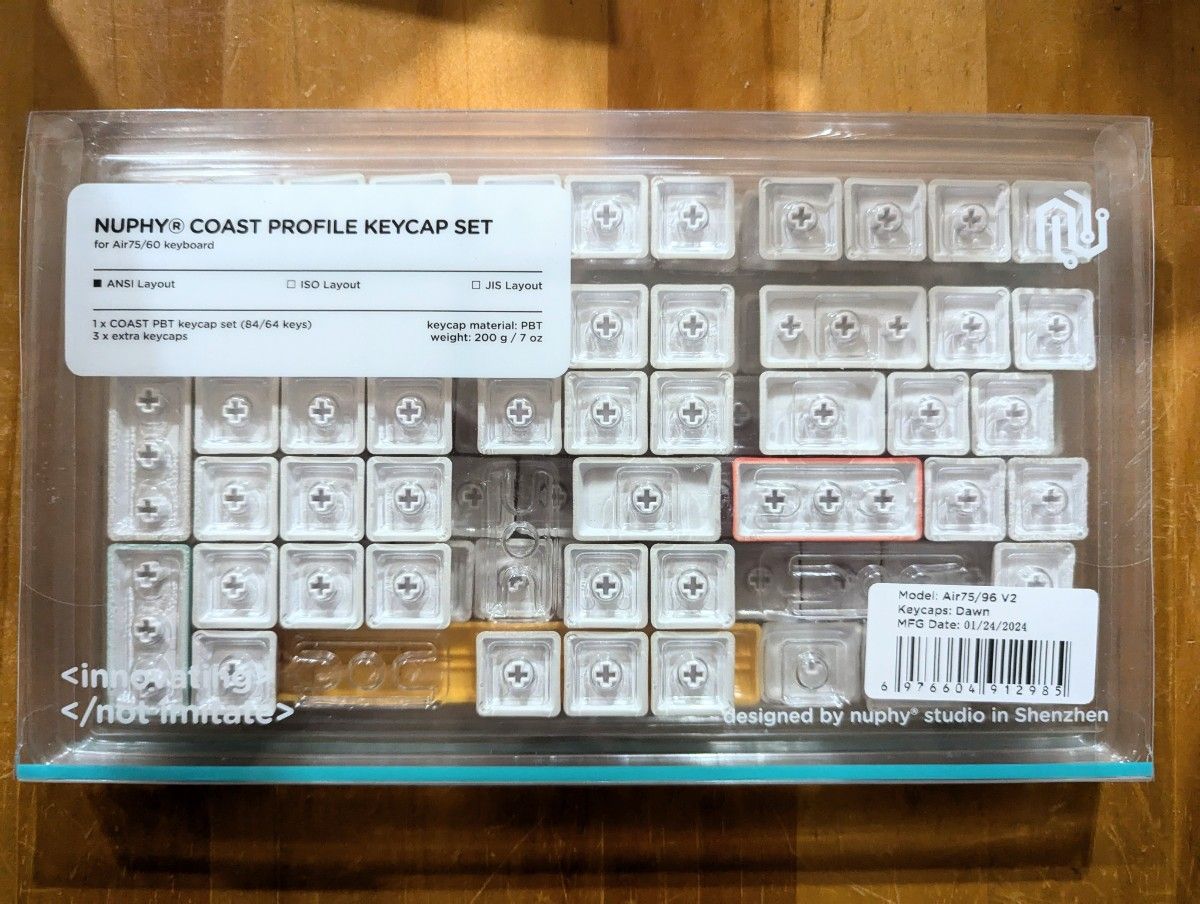 NUPHY® COAST PROFILE KEYCAP SET
for Air75/60 keyboard
■ ANSI Layout □ ISO Layout □ JIS Layout
1 x COAST PBT keycap set (84/64 keys) keycap material: PBT
3 x extra keycaps weight: 200 g / 7 oz
Model: Air75/96 V2
Keycaps: Dawn
MFG Date: 01/24/2024
6 976604 912985
<innovating>
</not imitate>
designed by nuphy® studio in Shenzhen